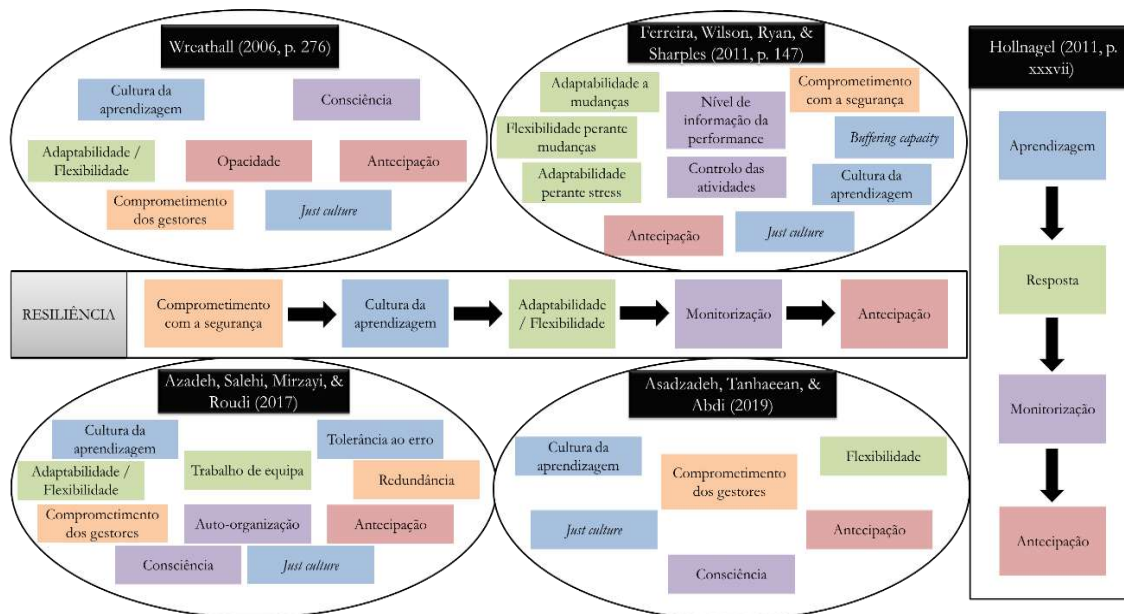 Wreathall (2006, p. 276)
Cultura da
aprendizagem
Consciência
Adaptabilidade /
Flexibilidade
Opacidade
Antecipação
Comprometimento
dos gestores
Just culture
Ferreira, Wilson, Ryan, &
Sharples (2011, p. 147)
Adaptabilidade a
mudanças
Nível de
informação da
performance
Comprometimento
com a segurança
Flexibilidade perante
mudanças
Buffering capacity
Adaptabilidade
perante stress
Controlo das
atividades
Cultura da
aprendizagem
Antecipação
Just culture
Hollnagel (2011, p.
xxxvii)
Aprendizagem
Resposta
Monitorização
Antecipação
RESILIÊNCIA
Comprometimento
com a segurança
Cultura da
aprendizagem
Adaptabilidade
/ Flexibilidade
Monitorização
Antecipação
Azadeh, Salehi, Mirzayi, &
Roudi (2017)
Cultura da
aprendizagem
Tolerância ao erro
Adaptabilidade /
Flexibilidade
Trabalho de equipa
Redundância
Comprometimento
dos gestores
Auto-organização
Antecipação
Consciência
Just culture
Asadzadeh, Tanhaeean, &
Abdi (2019)
Cultura da
aprendizagem
Comprometimento
dos gestores
Flexibilidade
Just culture
Antecipação
Consciência